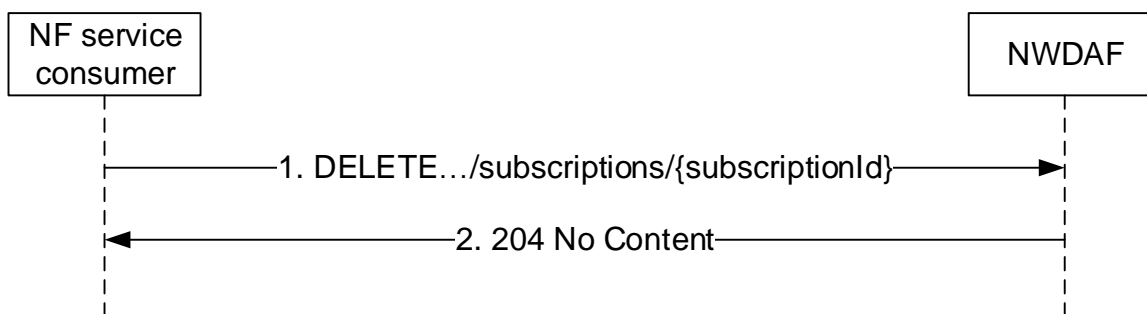 NF service
consumer
NWDAF
1. DELETE…/subscriptions/{subscriptionId}
2. 204 No Content